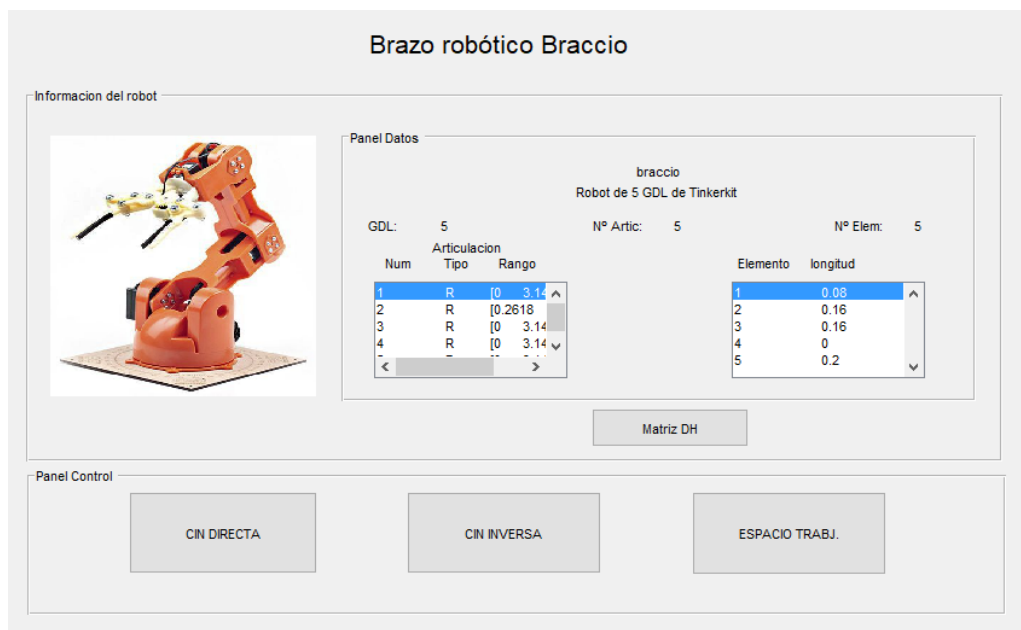 Brazo robótico Braccio
Informacion del robot
Panel Datos
braccio
Robot de 5 GDL de Tinkerkit
GDL: 5 Nº Artic: 5 Nº Elem: 5
Articulacion
Num Tipo Rango Elemento longitud
1 R [0 3.14 1 0.08
2 R [0.2618 2 0.16
3 R [0 3.14 3 0.16
4 R [0 3.14 4 0
5 0.2
Matriz DH
Panel Control
CIN DIRECTA CIN INVERSA ESPACIO TRABJ.